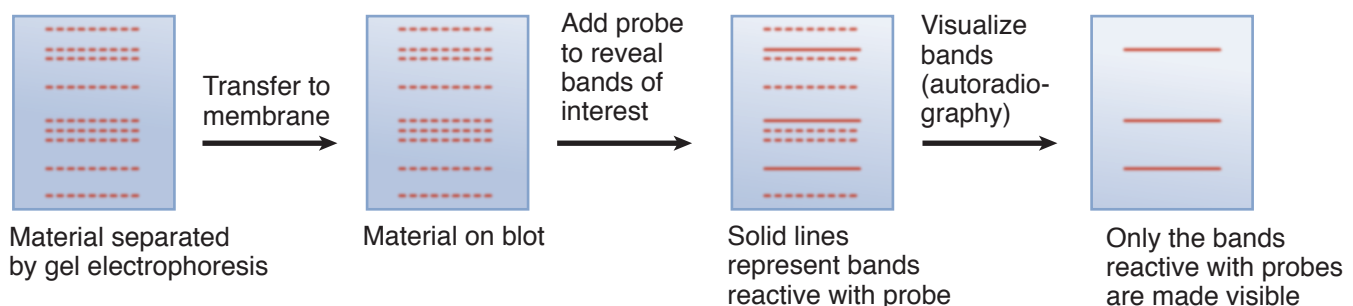 Transfer to
membrane
Add probe
to reveal
bands of
interest
Visualize
bands
(autoradio-
graphy)
Material separated
by gel electrophoresis
Material on blot
Solid lines
represent bands
reactive with probe
Only the bands
reactive with probes
are made visible